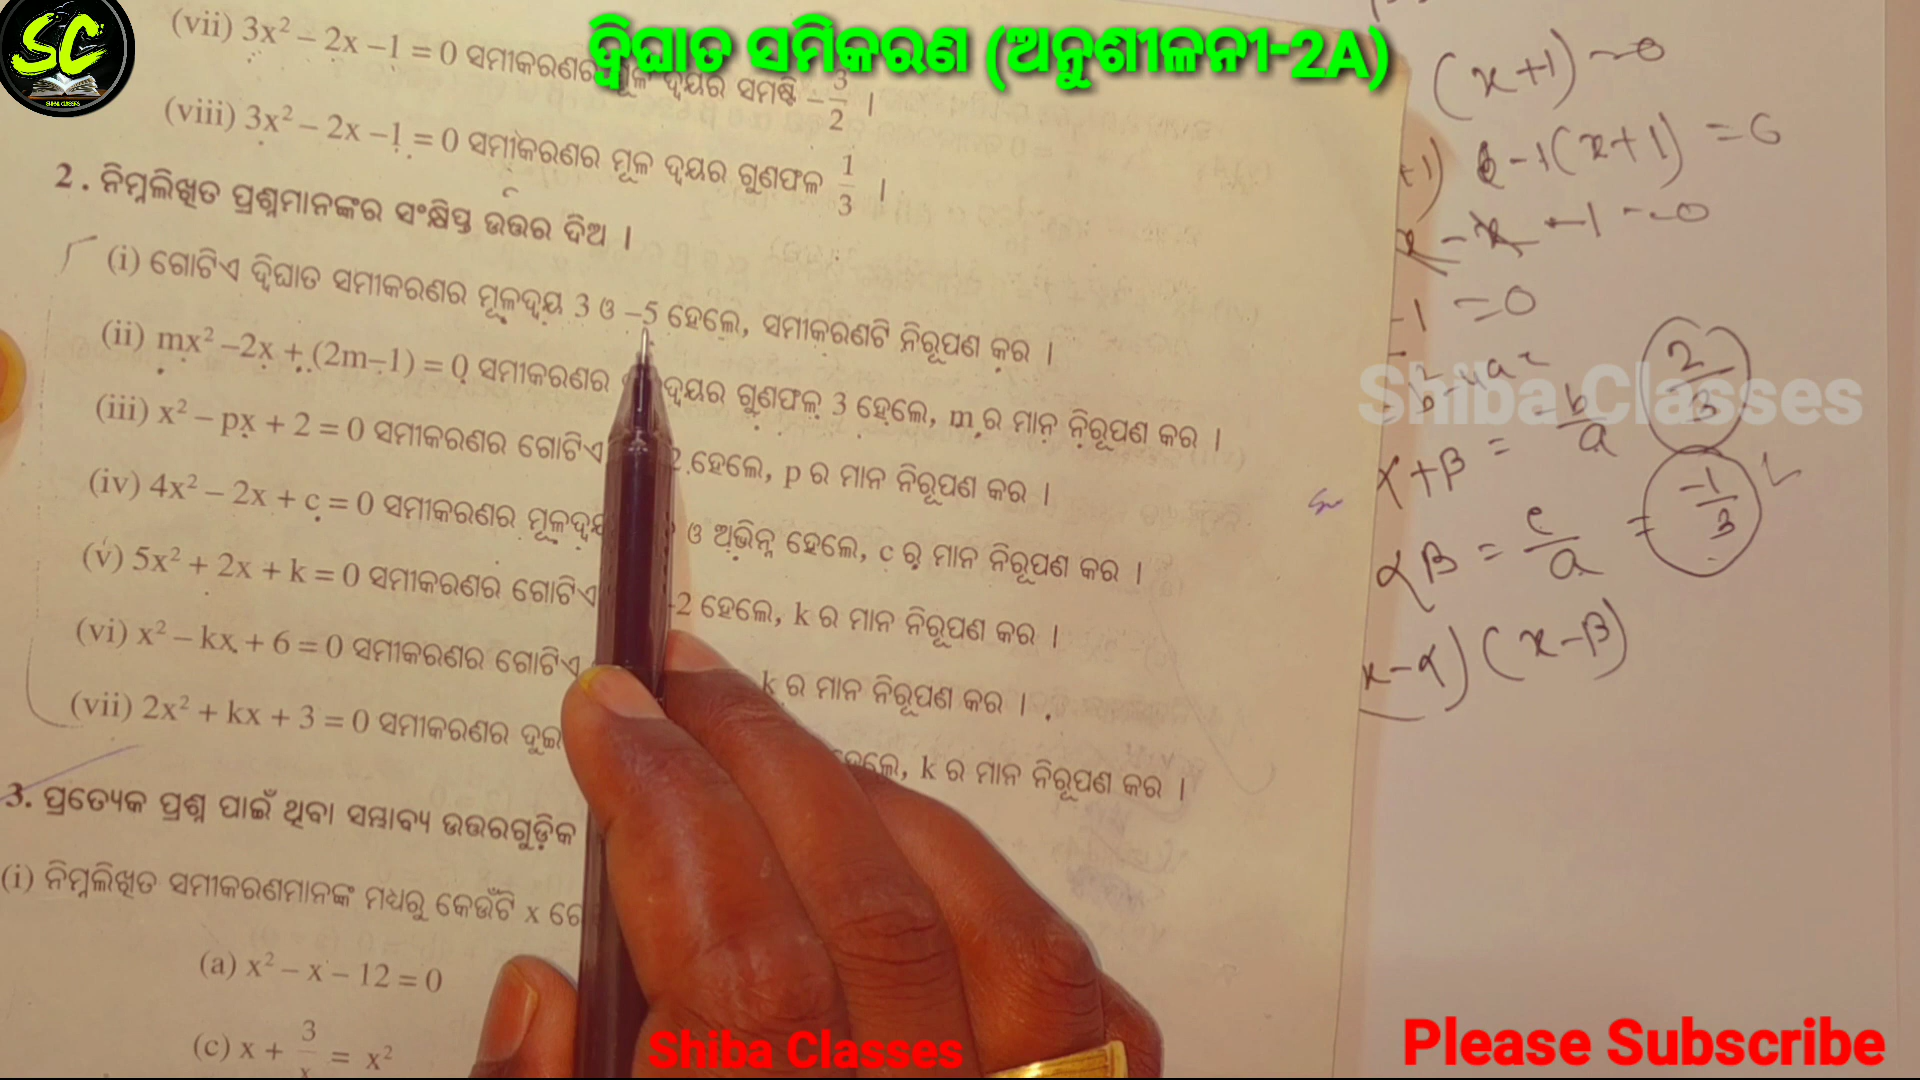 SC
SHIBA CLASSES
ଦ୍ୱିଘାତ ସମିକରଣ (ଅନୁଶୀଳନୀ-2A)
(vii) 3x² – 2x –1 = 0 ସମୀକରଣର ମୂଳ ଦ୍ୱୟର ସମଷ୍ଟି – 3/2 ।
(viii) 3x² – 2x –1 = 0 ସମୀକରଣର ମୂଳ ଦ୍ୱୟର ଗୁଣଫଳ 1/3 ।
2. ନିମ୍ନଲିଖିତ ପ୍ରଶ୍ନମାନଙ୍କର ସଂକ୍ଷିପ୍ତ ଉତ୍ତର ଦିଅ ।
(i) ଗୋଟିଏ ଦ୍ୱିଘାତ ସମୀକରଣର ମୂଳଦ୍ୱୟ 3 ଓ –5 ହେଲେ, ସମୀକରଣଟି ନିରୂପଣ କର ।
(ii) mx² –2x + (2m–1) = 0 ସମୀକରଣର ଦ୍ୱୟର ଗୁଣଫଳ 3 ହେଲେ, m ର ମାନ ନିରୂପଣ କର ।
(iii) x² – px + 2 = 0 ସମୀକରଣର ଗୋଟିଏ 2 ହେଲେ, p ର ମାନ ନିରୂପଣ କର ।
(iv) 4x² – 2x + c = 0 ସମୀକରଣର ମୂଳଦ୍ୱୟ ଓ ଅଭିନ୍ନ ହେଲେ, c ର ମାନ ନିରୂପଣ କର ।
(v) 5x² + 2x + k = 0 ସମୀକରଣର ଗୋଟିଏ -2 ହେଲେ, k ର ମାନ ନିରୂପଣ କର ।
(vi) x² – kx + 6 = 0 ସମୀକରଣର ଗୋଟିଏ k ର ମାନ ନିରୂପଣ କର ।
(vii) 2x² + kx + 3 = 0 ସମୀକରଣର ଦୁଇ ହେଲେ, k ର ମାନ ନିରୂପଣ କର ।
3. ପ୍ରତ୍ୟେକ ପ୍ରଶ୍ନ ପାଇଁ ଥିବା ସମ୍ଭାବ୍ୟ ଉତ୍ତରଗୁଡ଼ିକ
(i) ନିମ୍ନଲିଖିତ ସମୀକରଣମାନଙ୍କ ମଧ୍ୟରୁ କେଉଁଟି x
(a) x² – x – 12 = 0
(c) x + 3/x = x²
(x+1) –0
-1(x+1) = 0
- x - 1 - 0
-1 = 0
α+β = -b/a 2/3
αβ = c/a = -1/3
x-α) (x-β)
Shiba Classes
Shiba Classes
Please Subscribe